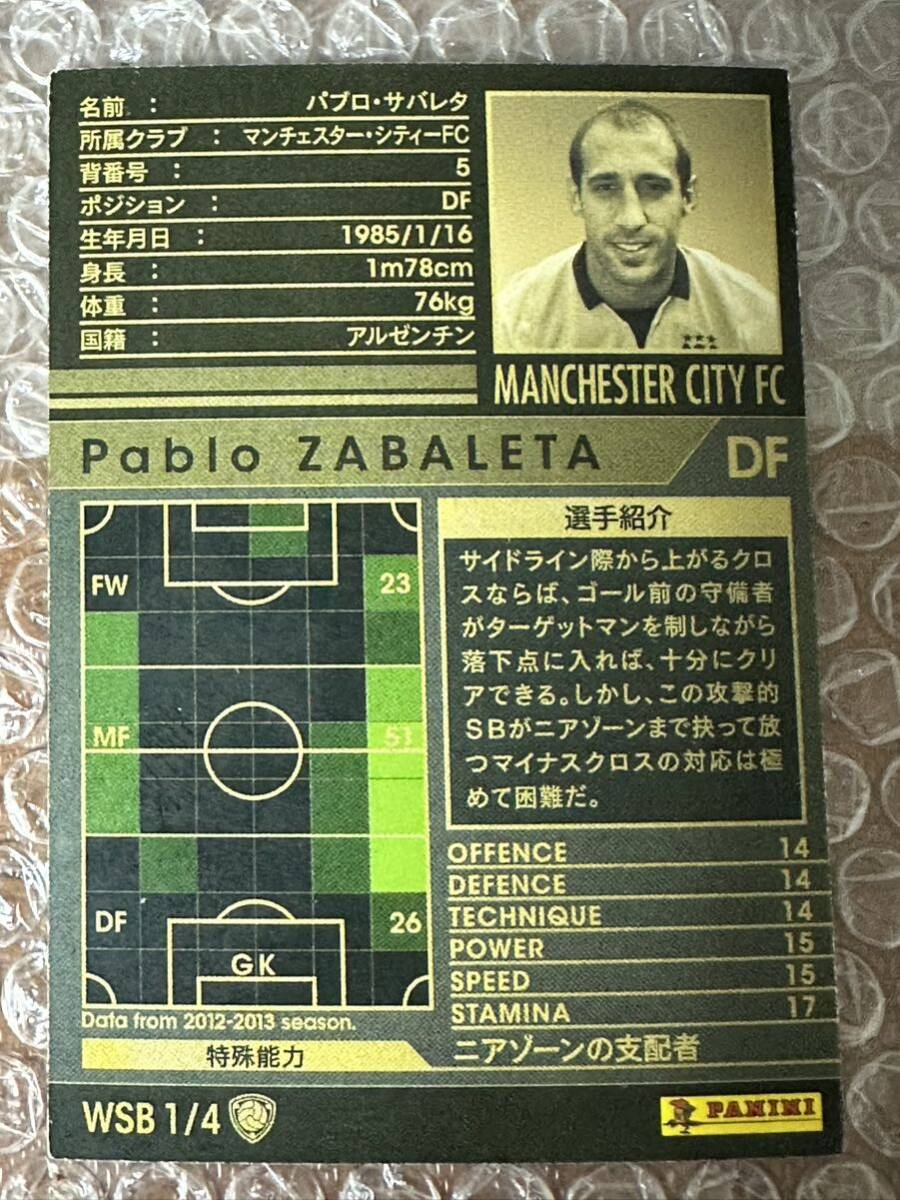 名前 : パブロ・サバレタ
所属クラブ : マンチェスター・シティーFC
背番号 : 5
ポジション : DF
生年月日 : 1985/1/16
身長 : 1m78cm
体重 : 76kg
国籍 : アルゼンチン
MANCHESTER CITY FC
Pablo ZABALETA DF
FW 23
MF 51
DF 26
GK
Data from 2012-2013 season.
選手紹介
サイドライン際から上がるクロ
スならば、ゴール前の守備者
がターゲットマンを制しながら
落下点に入れば、十分にクリ
アできる。しかし、この攻撃的
SBがニアゾーンまで抉って放
つマイナスクロスの対応は極
めて困難だ。
OFFENCE 14
DEFENCE 14
TECHNIQUE 14
POWER 15
SPEED 15
STAMINA 17
特殊能力 ニアゾーンの支配者
WSB 1/4
PANINI